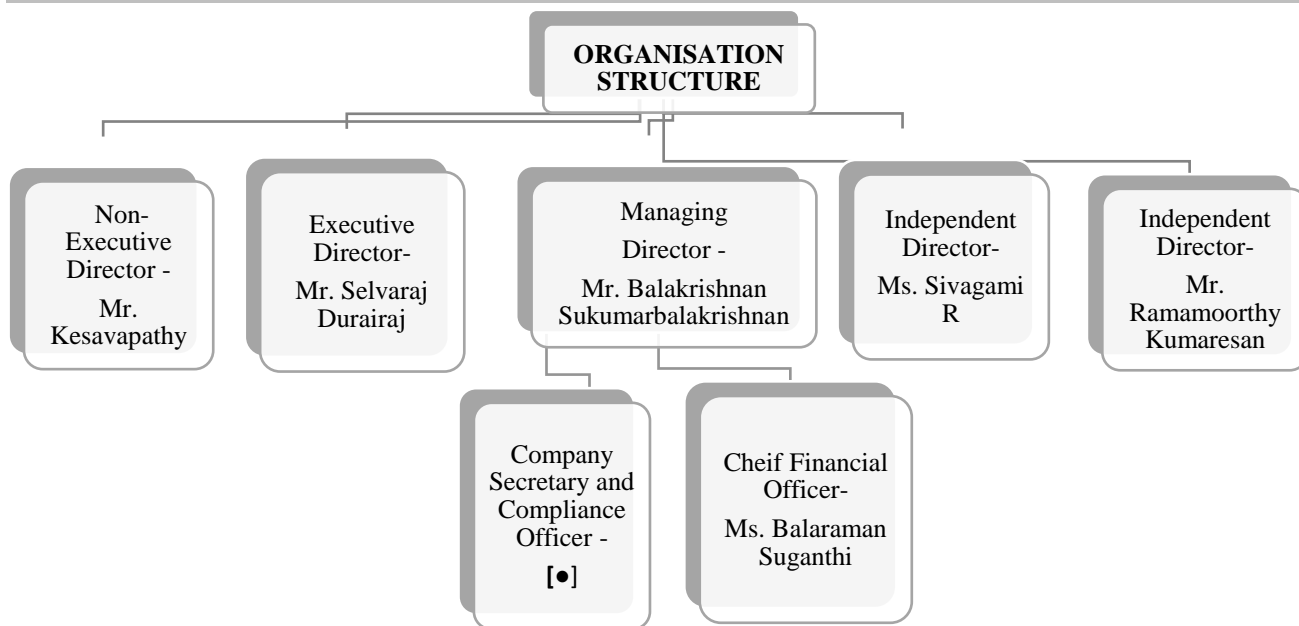 ORGANISATION
STRUCTURE
Non-
Executive
Director -
Mr.
Kesavapathy
Executive
Director-
Mr. Selvaraj
Durairaj
Managing
Director -
Mr. Balakrishnan
Sukumarbalakrishnan
Independent
Director-
Ms. Sivagami
R
Independent
Director-
Mr.
Ramamoorthy
Kumaresan
Company
Secretary and
Compliance
Officer -
[●]
Cheif Financial
Officer-
Ms. Balaraman
Suganthi